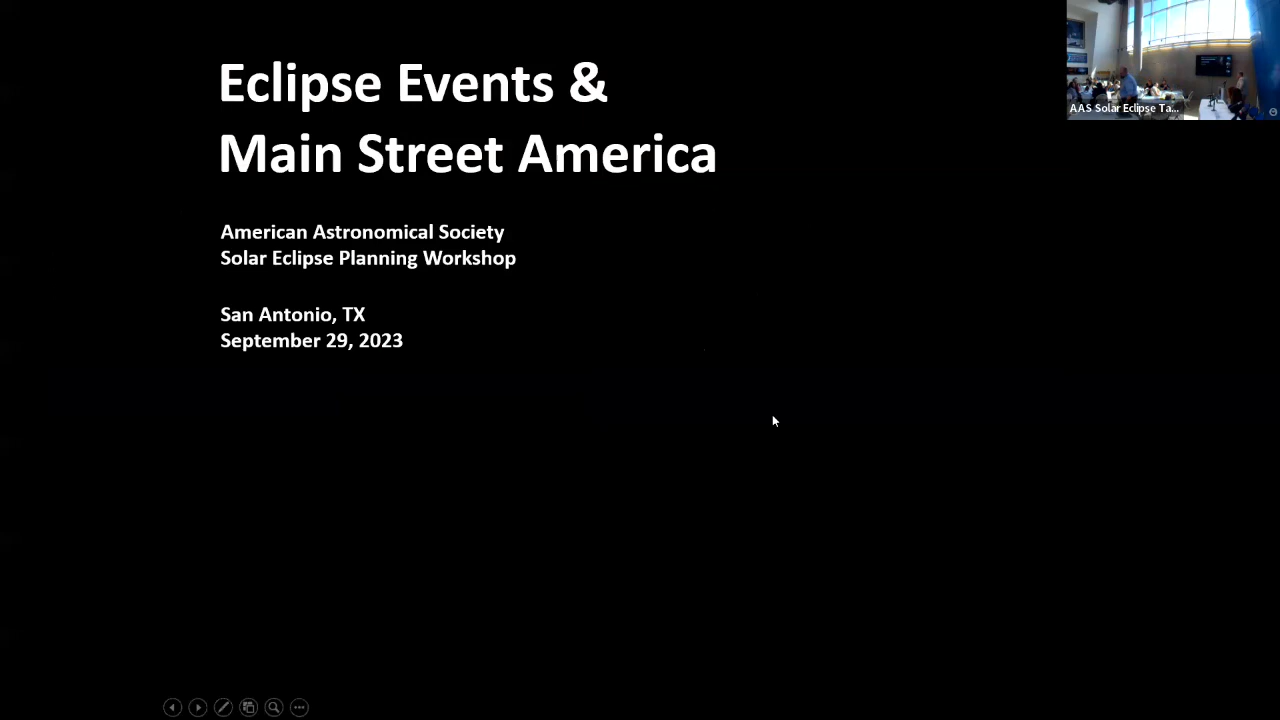 Eclipse Events &
Main Street America
American Astronomical Society
Solar Eclipse Planning Workshop
San Antonio, TX
September 29, 2023
AAS Solar Eclipse Ta...